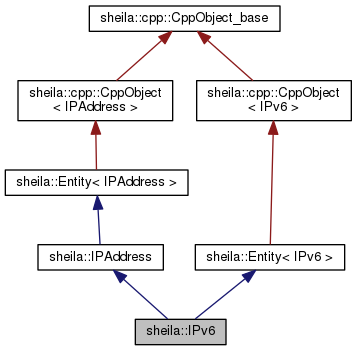 sheila::cpp::CppObject_base
sheila::cpp::CppObject
< IPAddress >
sheila::cpp::CppObject
< IPv6 >
sheila::Entity< IPAddress >
sheila::IPAddress
sheila::Entity< IPv6 >
sheila::IPv6